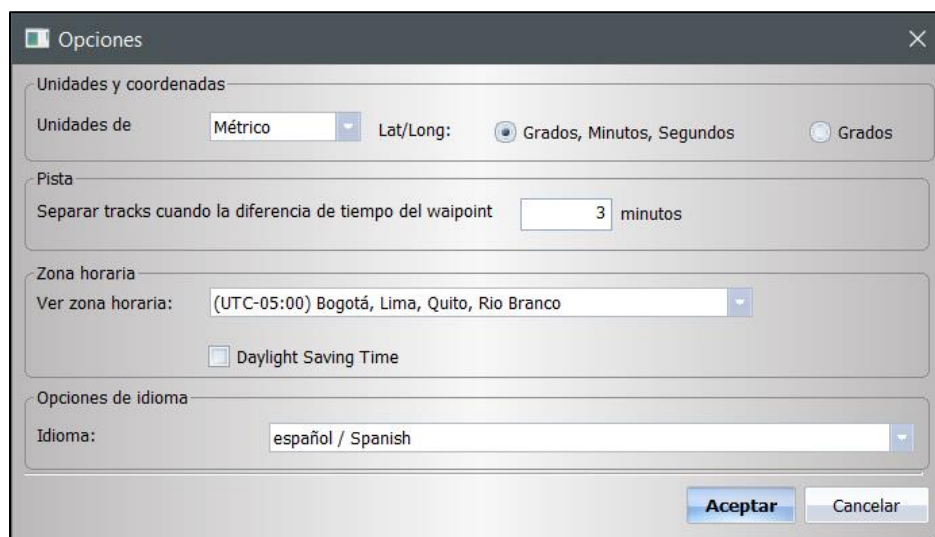 Opciones
Unidades y coordenadas
Unidades de Métrico Lat/Long: Grados, Minutos, Segundos Grados
Pista
Separar tracks cuando la diferencia de tiempo del waipoint 3 minutos
Zona horaria
Ver zona horaria: (UTC-05:00) Bogotá, Lima, Quito, Rio Branco
Daylight Saving Time
Opciones de idioma
Idioma: español / Spanish
Aceptar Cancelar